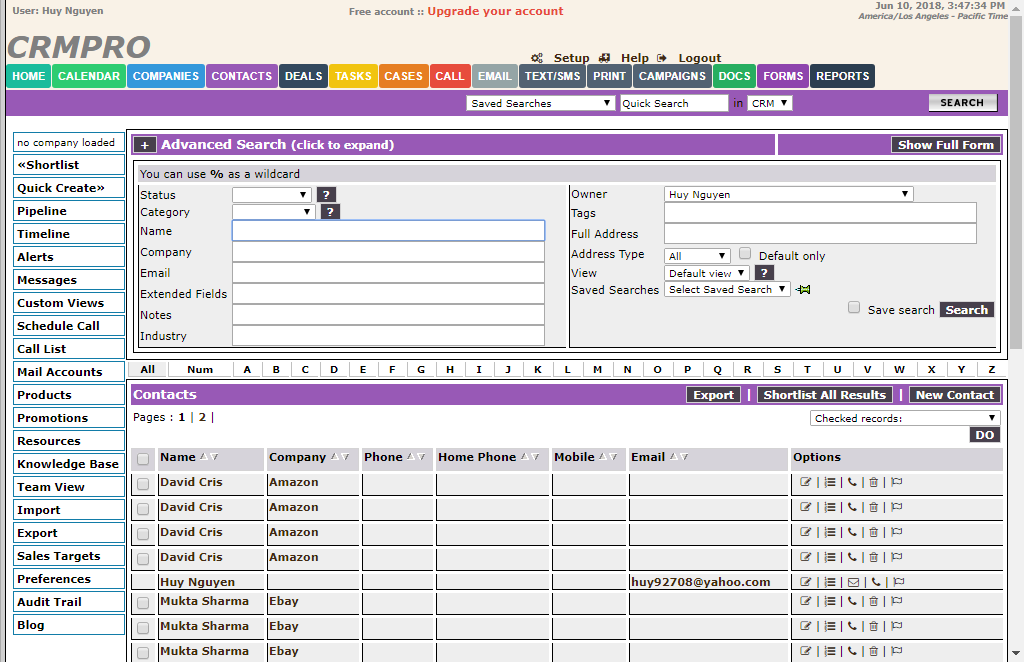 User: Huy Nguyen
Free account :: Upgrade your account
Jun 10, 2018, 3:47:34 PM
America/Los Angeles - Pacific Time
CRMPRO
Setup Help Logout
HOME CALENDAR COMPANIES CONTACTS DEALS TASKS CASES CALL EMAIL TEXT/SMS PRINT CAMPAIGNS DOCS FORMS REPORTS
Saved Searches Quick Search in CRM SEARCH
no company loaded
«Shortlist
Quick Create»
Pipeline
Timeline
Alerts
Messages
Custom Views
Schedule Call
Call List
Mail Accounts
Products
Promotions
Resources
Knowledge Base
Team View
Import
Export
Sales Targets
Preferences
Audit Trail
Blog
+ Advanced Search (click to expand) Show Full Form
You can use % as a wildcard
Status ?
Category ?
Name
Company
Email
Extended Fields
Notes
Industry
Owner Huy Nguyen
Tags
Full Address
Address Type All Default only
View Default view ?
Saved Searches Select Saved Search
Save search Search
All Num A B C D E F G H I J K L M N O P Q R S T U V W X Y Z
Contacts Export | Shortlist All Results | New Contact
Pages : 1 | 2 |
Checked records:
DO
Name Company Phone Home Phone Mobile Email Options
David Cris Amazon | | | |
David Cris Amazon | | | |
David Cris Amazon | | | |
David Cris Amazon | | | |
Huy Nguyen huy92708@yahoo.com | | | |
Mukta Sharma Ebay | | | |
Mukta Sharma Ebay | | | |
Mukta Sharma Ebay | | | |